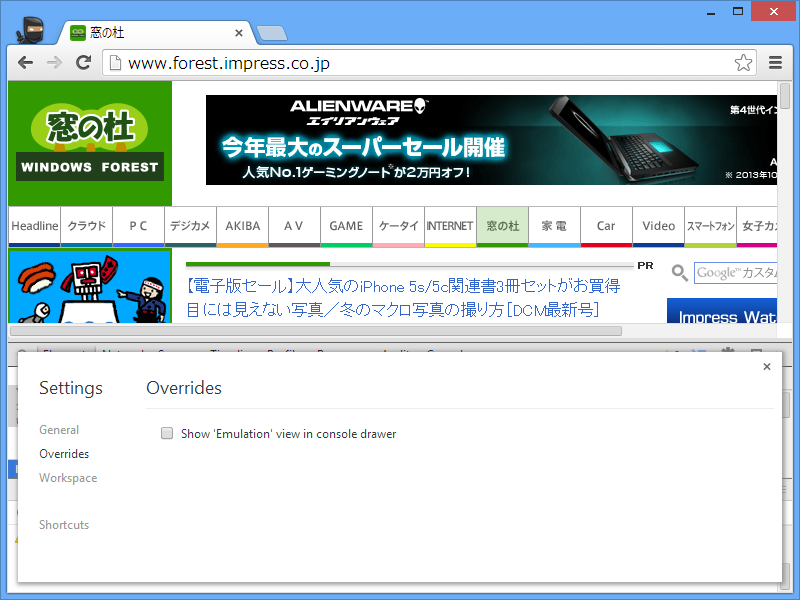 窓の杜
www.forest.impress.co.jp
窓の杜
WINDOWS FOREST
ALIENWARE
エイリアンウェア
第4世代イン
今年最大のスーパーセール開催
人気No.1ゲーミングノート*が2万円オフ!
※ 2013年10
Headline クラウド PC デジカメ AKIBA AV GAME ケータイ INTERNET 窓の杜 家電 Car Video スマートフォン 女子カ
PR
【電子版セール】大人気のiPhone 5s/5c関連書3冊セットがお買得
目には見えない写真／冬のマクロ写真の撮り方[DCM最新号]
Google™ カスタ
Impress Wat
Settings
Overrides
General
Overrides
Workspace
Shortcuts
Show 'Emulation' view in console drawer